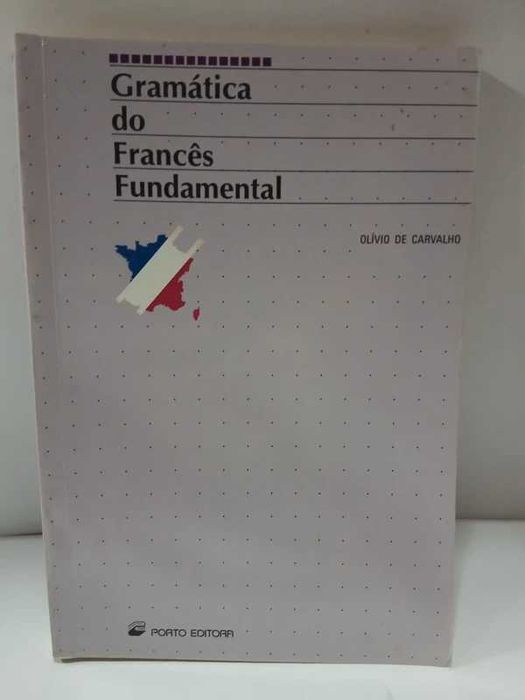 Gramática
do
Francês
Fundamental
OLÍVIO DE CARVALHO
PORTO EDITORA